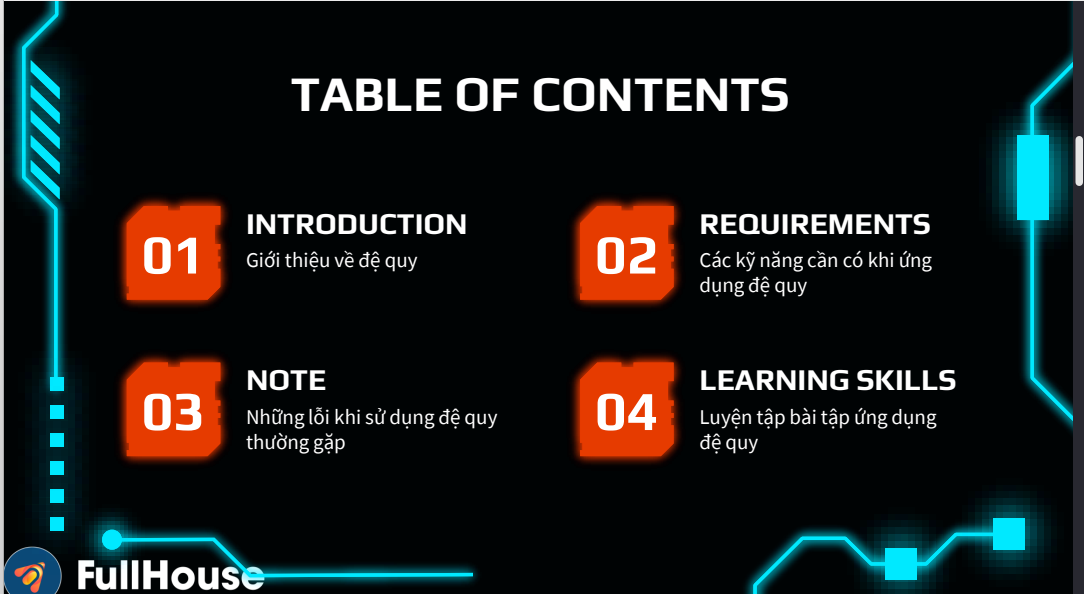 TABLE OF CONTENTS
01
INTRODUCTION
Giới thiệu về đệ quy
02
REQUIREMENTS
Các kỹ năng cần có khi ứng
dụng đệ quy
03
NOTE
Những lỗi khi sử dụng đệ quy
thường gặp
04
LEARNING SKILLS
Luyện tập bài tập ứng dụng
đệ quy
FullHouse